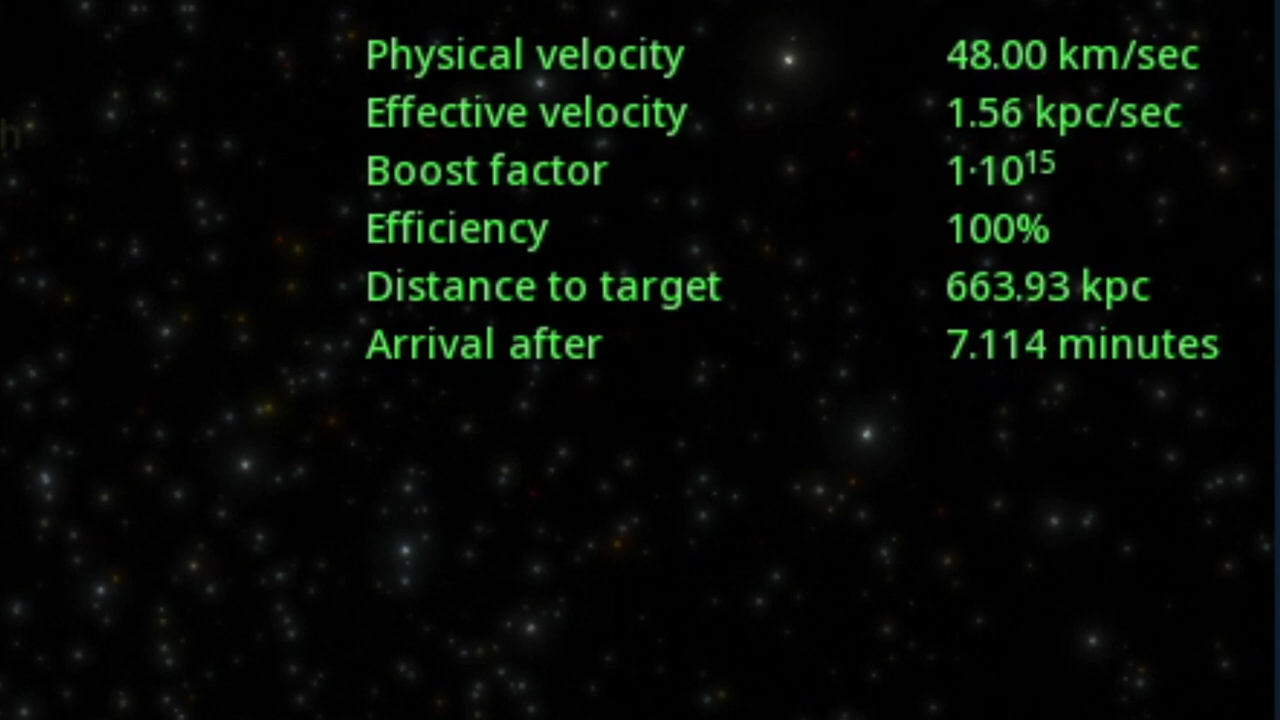 Physical velocity 48.00 km/sec
Effective velocity 1.56 kpc/sec
Boost factor 1·10¹⁵
Efficiency 100%
Distance to target 663.93 kpc
Arrival after 7.114 minutes